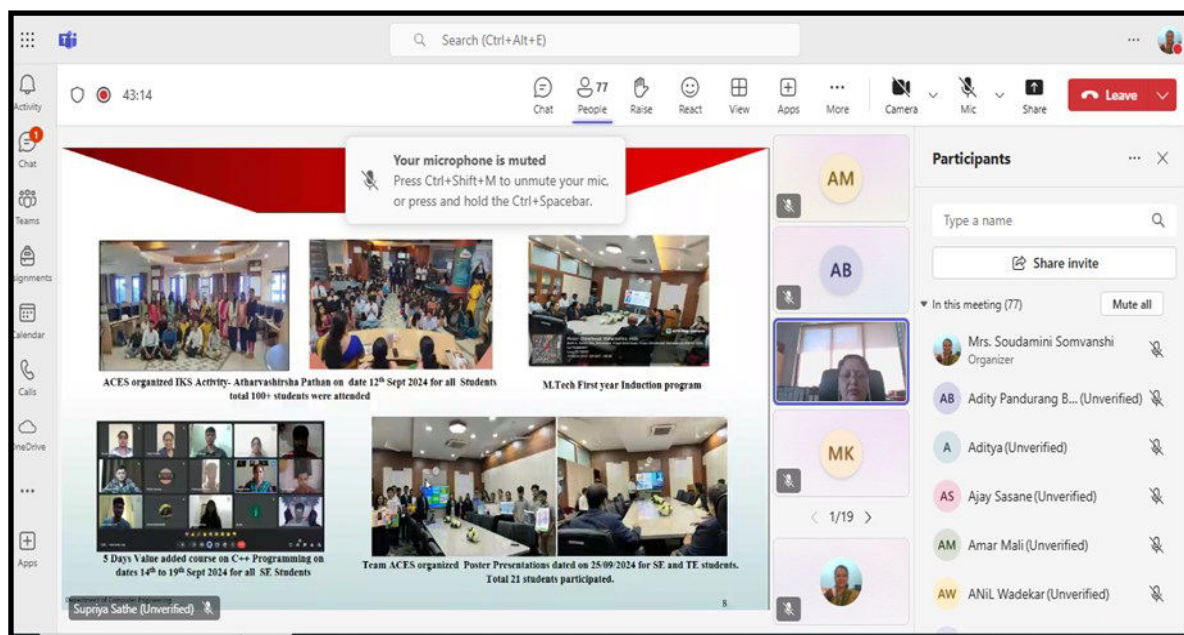 Search (Ctrl+Alt+E)
Activity
43:14
Chat
77
People
Raise
React
View
Apps
More
Camera
Mic
Share
Leave
1
Chat
Teams
signments
Calendar
Calls
OneDrive
Apps
Your microphone is muted
Press Ctrl+Shift+M to unmute your mic,
or press and hold the Ctrl+Spacebar.
ACES organized IKS Activity- Atharvashirsha Pathan on date 12th Sept 2024 for all Students
total 100+ students were attended
M.Tech First year Induction program
5 Days Value added course on C++ Programming on
dates 14th to 19th Sept 2024 for all SE Students
Team ACES organized Poster Presentations dated on 25/09/2024 for SE and TE students.
Total 21 students participated.
Department of Computer Engineering
8
Supriya Sathe (Unverified)
AM
AB
MK
1/19
Participants
Type a name
Share invite
In this meeting (77)
Mute all
Mrs. Soudamini Somvanshi
Organizer
AB Adity Pandurang B... (Unverified)
A Aditya (Unverified)
AS Ajay Sasane (Unverified)
AM Amar Mali (Unverified)
AW ANiL Wadekar (Unverified)